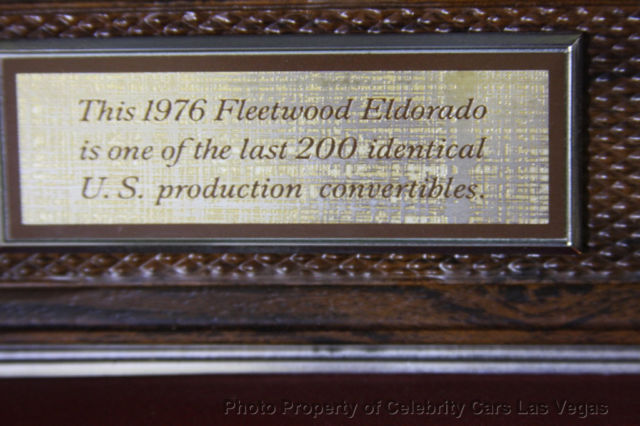 This 1976 Fleetwood Eldorado
is one of the last 200 identical
U.S. production convertibles.
Photo Property of Celebrity Cars Las Vegas